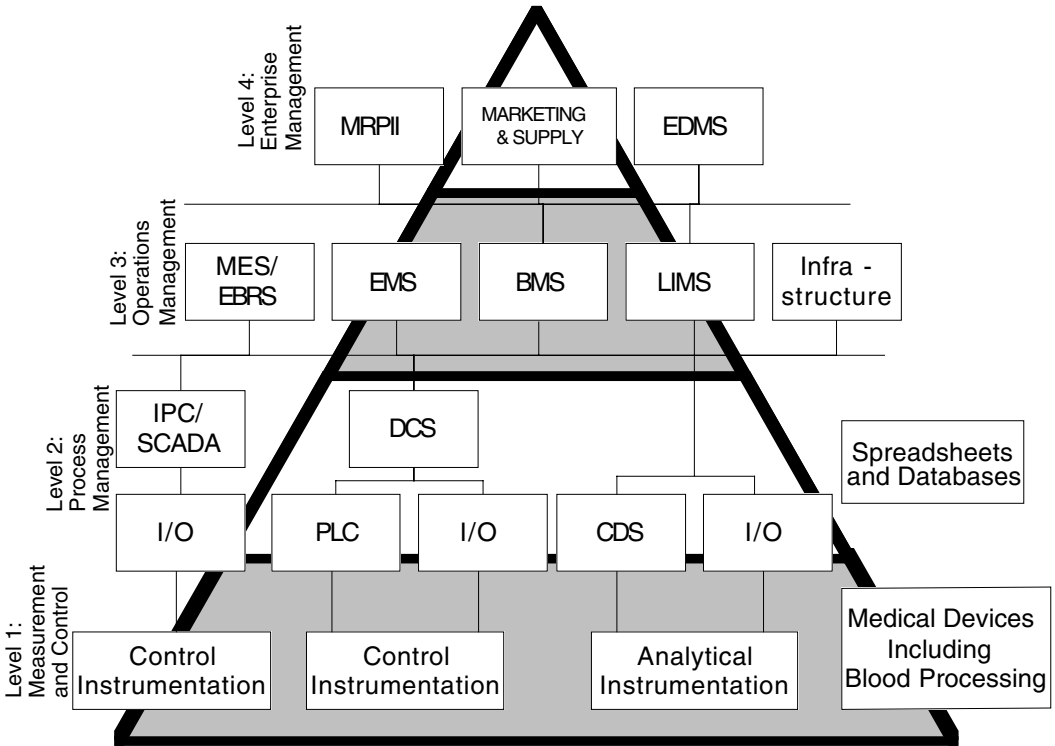 Level 4:
Enterprise
Management
MRPII
MARKETING
& SUPPLY
EDMS
Level 3:
Operations
Management
MES/
EBRS
EMS
BMS
LIMS
Infra -
structure
Level 2:
Process
Management
IPC/
SCADA
DCS
Spreadsheets
and Databases
I/O
PLC
I/O
CDS
I/O
Level 1:
Measurement
and Control
Control
Instrumentation
Control
Instrumentation
Analytical
Instrumentation
Medical Devices
Including
Blood Processing